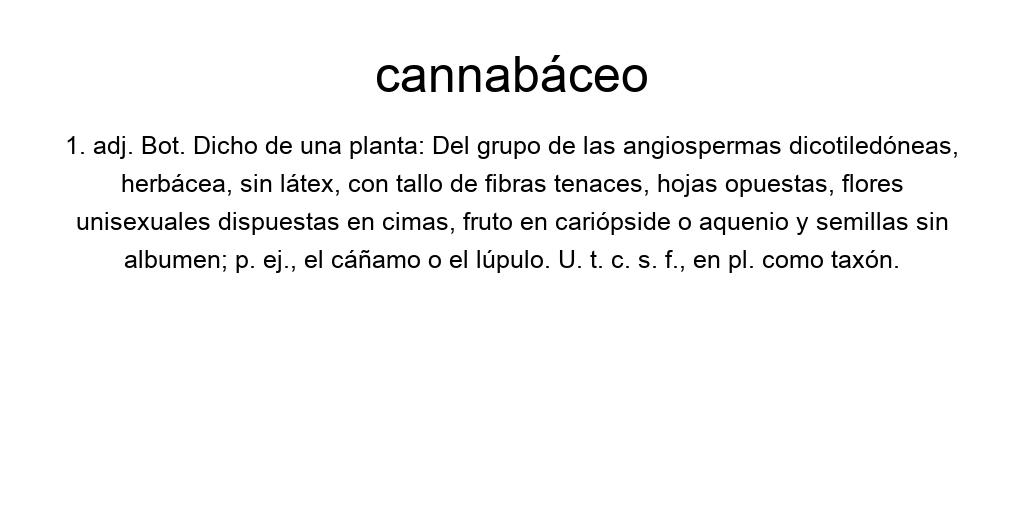 cannabáceo
1. adj. Bot. Dicho de una planta: Del grupo de las angiospermas dicotiledóneas,
herbácea, sin látex, con tallo de fibras tenaces, hojas opuestas, flores
unisexuales dispuestas en cimas, fruto en cariópside o aquenio y semillas sin
albumen; p. ej., el cáñamo o el lúpulo. U. t. c. s. f., en pl. como taxón.